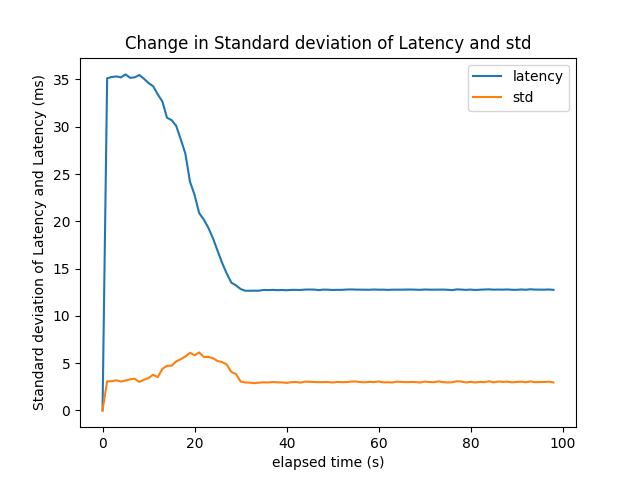 Change in Standard deviation of Latency and std
latency
std
Standard deviation of Latency and Latency (ms)
35
30
25
20
15
10
5
0
0 20 40 60 80 100
elapsed time (s)